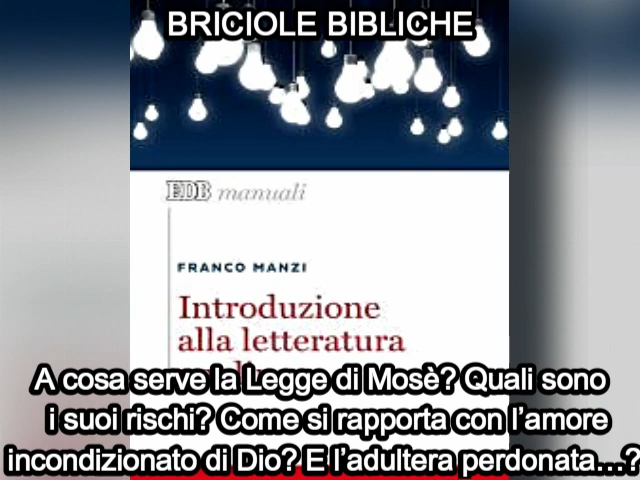 BRICIOLE BIBLICHE
EDB manuali
FRANCO MANZI
Introduzione
alla letteratura
A cosa serve la Legge di Mosè? Quali sono
i suoi rischi? Come si rapporta con l'amore
incondizionato di Dio? E l'adultera perdonata...?